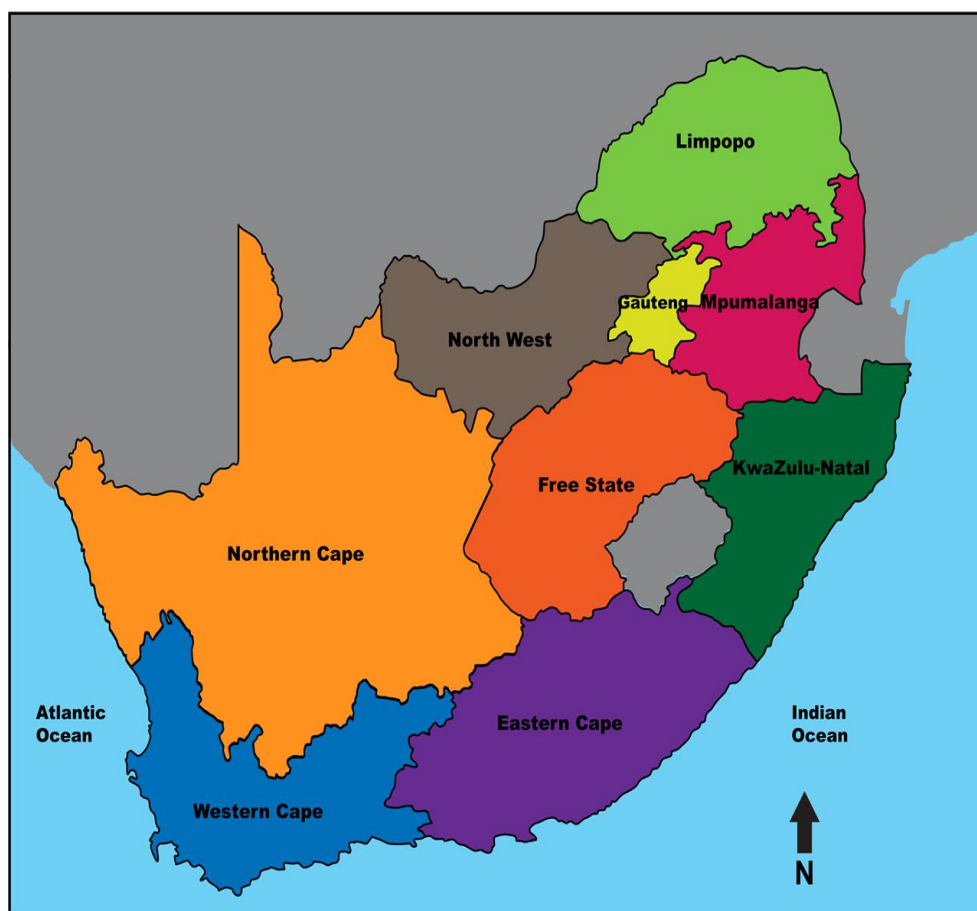 Limpopo
Gauteng
Mpumalanga
North West
KwaZulu-Natal
Free State
Northern Cape
Atlantic
Ocean
Eastern Cape
Indian
Ocean
Western Cape
N